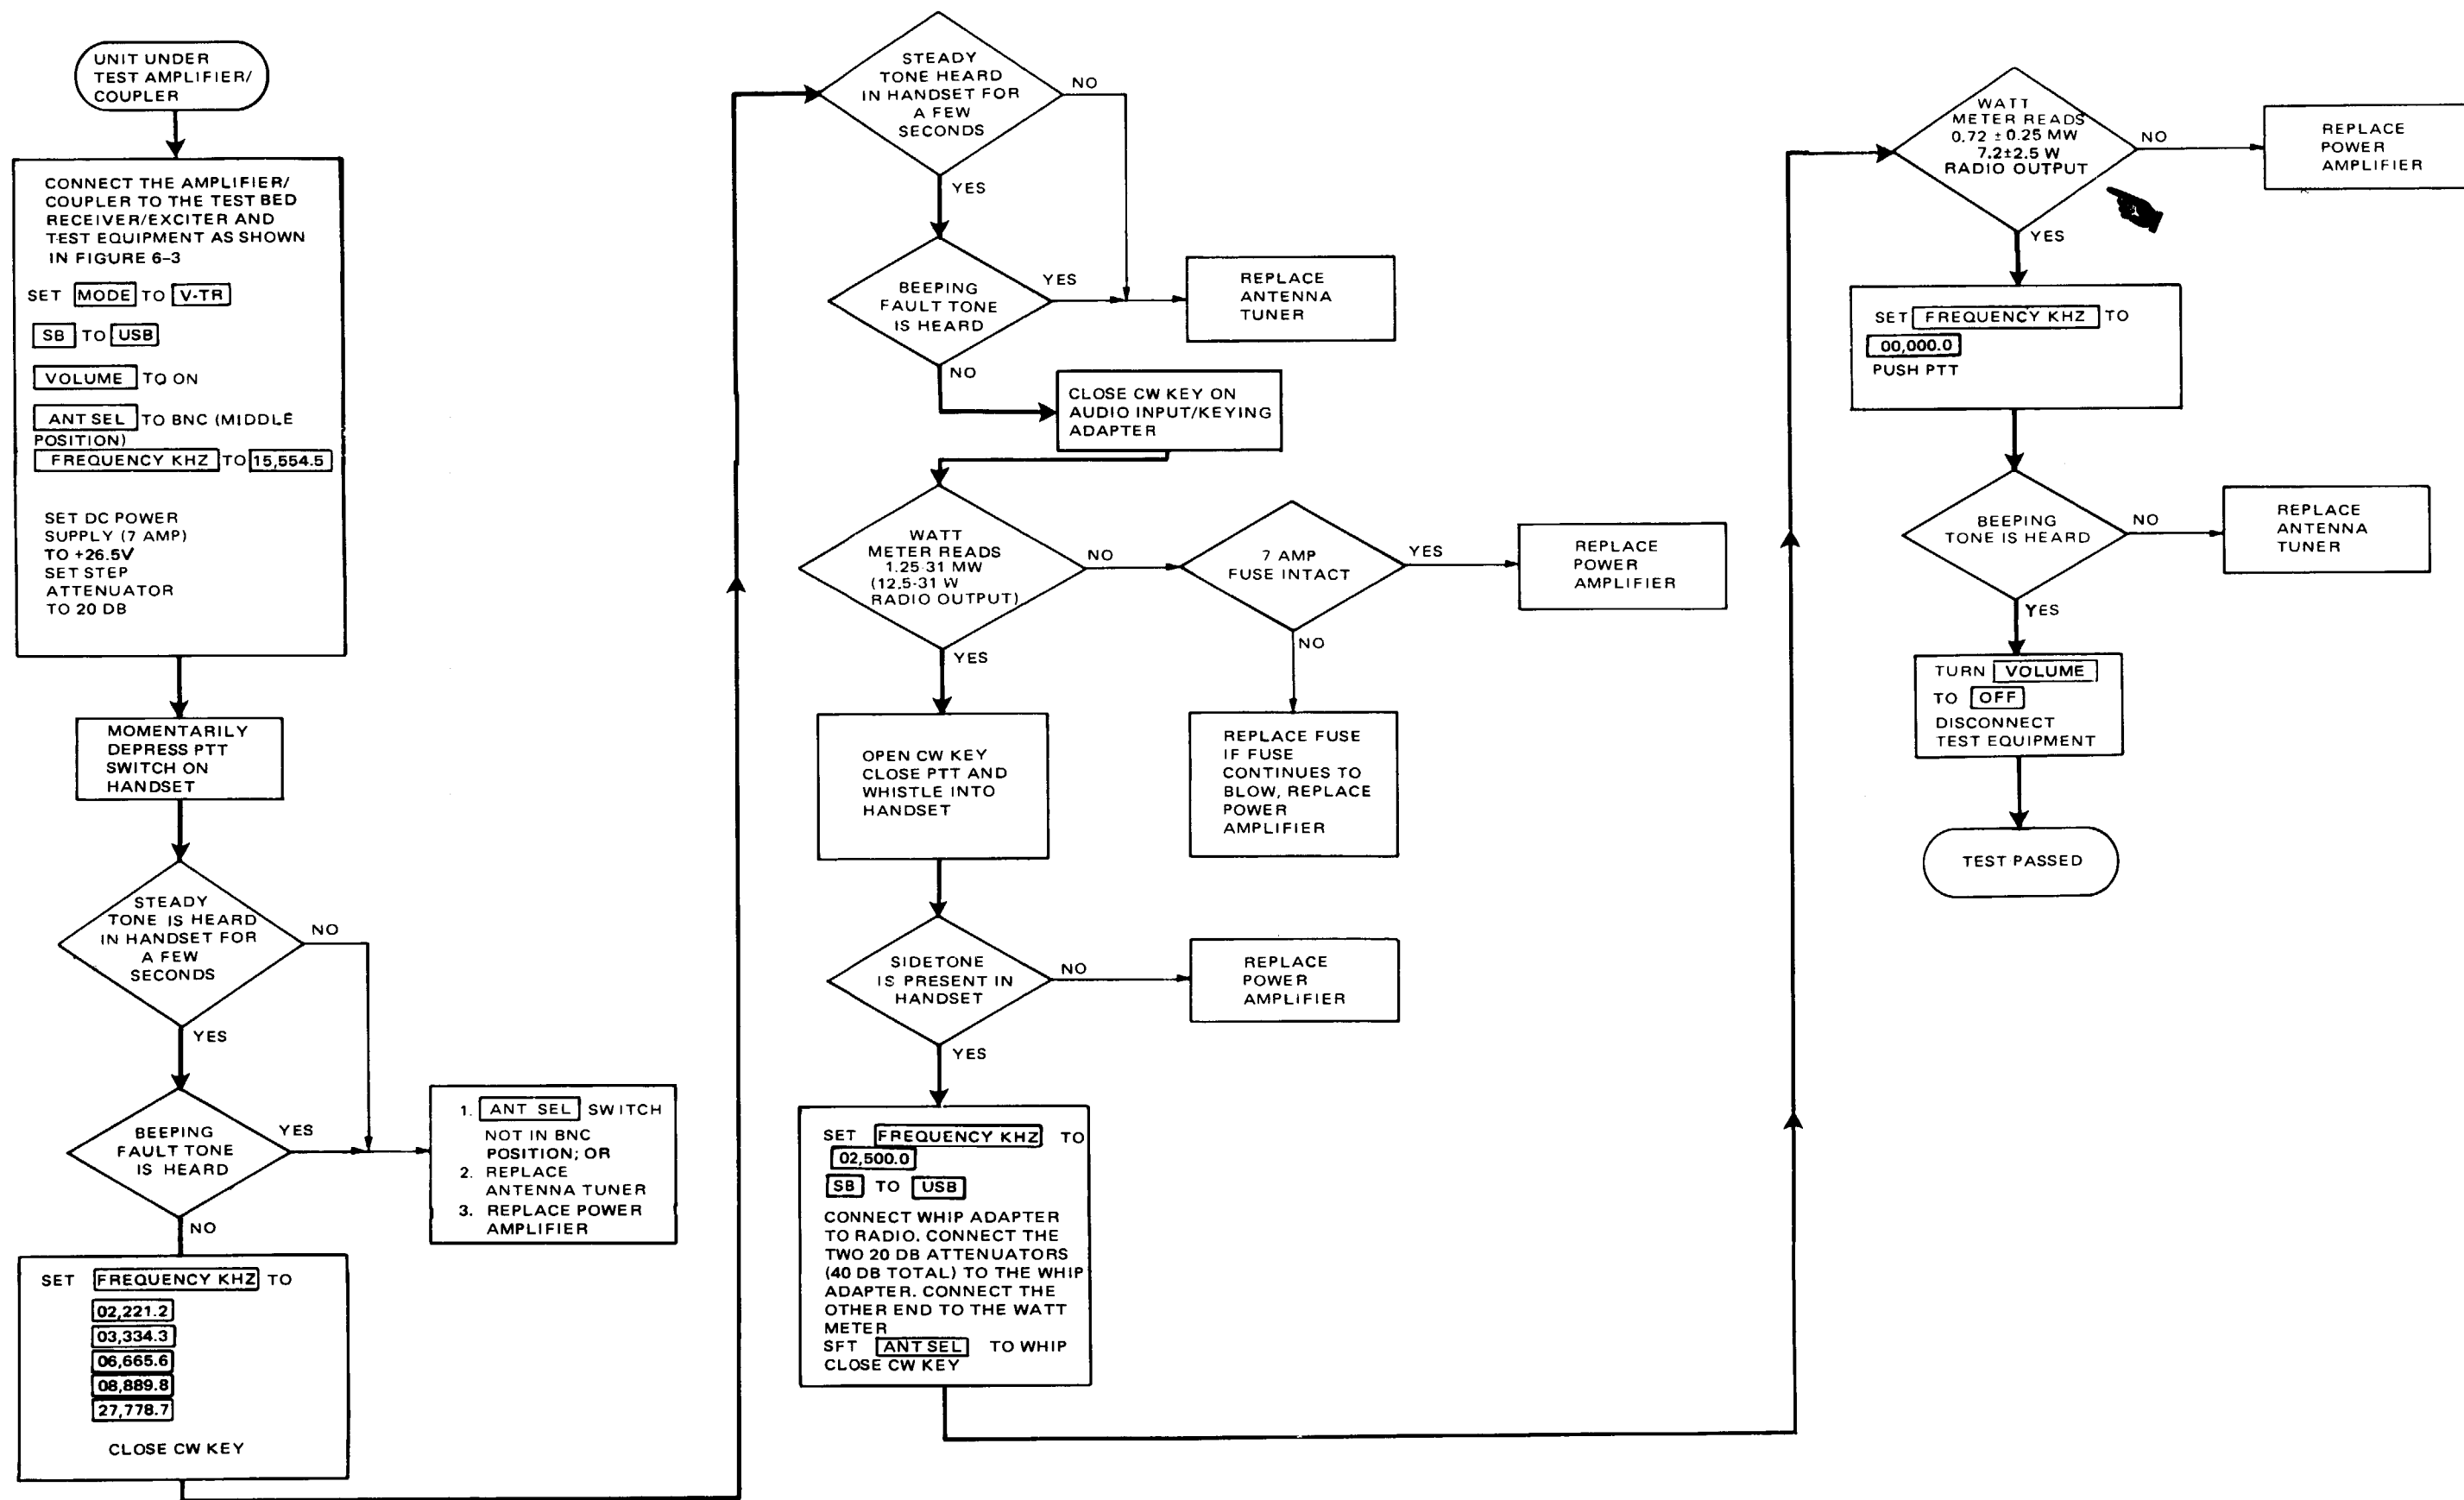 UNIT UNDER
TEST AMPLIFIER/
COUPLER
CONNECT THE AMPLIFIER/
COUPLER TO THE TEST BED
RECEIVER/EXCITER AND
TEST EQUIPMENT AS SHOWN
IN FIGURE 6-3
SET MODE TO V-TR
SB TO USB
VOLUME TO ON
ANT SEL TO BNC (MIDDLE
POSITION)
FREQUENCY KHZ TO 15,554.5
SET DC POWER
SUPPLY (7 AMP)
TO +26.5V
SET STEP
ATTENUATOR
TO 20 DB
MOMENTARILY
DEPRESS PTT
SWITCH ON
HANDSET
STEADY
TONE IS HEARD
IN HANDSET FOR
A FEW
SECONDS
NO
YES
BEEPING
FAULT TONE
IS HEARD
YES
NO
1. ANT SEL SWITCH
NOT IN BNC
POSITION; OR
2. REPLACE
ANTENNA TUNER
3. REPLACE POWER
AMPLIFIER
SET FREQUENCY KHZ TO
02,221.2
03,334.3
06,665.6
08,889.8
27,778.7
CLOSE CW KEY
STEADY
TONE HEARD
IN HANDSET FOR
A FEW
SECONDS
NO
YES
BEEPING
FAULT TONE
IS HEARD
YES
NO
REPLACE
ANTENNA
TUNER
CLOSE CW KEY ON
AUDIO INPUT/KEYING
ADAPTER
WATT
METER READS
1.25-31 MW
(12.5-31 W
RADIO OUTPUT)
NO
YES
7 AMP
FUSE INTACT
YES
NO
REPLACE
POWER
AMPLIFIER
REPLACE FUSE
IF FUSE
CONTINUES TO
BLOW, REPLACE
POWER
AMPLIFIER
OPEN CW KEY
CLOSE PTT AND
WHISTLE INTO
HANDSET
SIDETONE
IS PRESENT IN
HANDSET
NO
YES
REPLACE
POWER
AMPLIFIER
SET FREQUENCY KHZ TO
02,500.0
SB TO USB
CONNECT WHIP ADAPTER
TO RADIO. CONNECT THE
TWO 20 DB ATTENUATORS
(40 DB TOTAL) TO THE WHIP
ADAPTER. CONNECT THE
OTHER END TO THE WATT
METER
SFT ANT SEL TO WHIP
CLOSE CW KEY
WATT
METER READS
0.72 ± 0.25 MW
7.2±2.5 W
RADIO OUTPUT
NO
YES
REPLACE
POWER
AMPLIFIER
SET FREQUENCY KHZ TO
00,000.0
PUSH PTT
BEEPING
TONE IS HEARD
NO
YES
REPLACE
ANTENNA
TUNER
TURN VOLUME
TO OFF
DISCONNECT
TEST EQUIPMENT
TEST PASSED